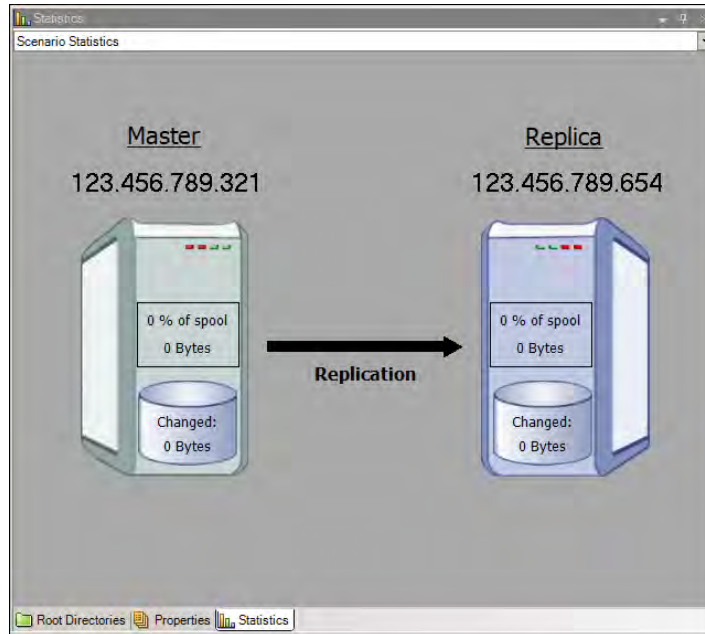 Statistics
Scenario Statistics
Master
Replica
123.456.789.321
123.456.789.654
0 % of spool
0 Bytes
0 % of spool
0 Bytes
Replication
Changed:
0 Bytes
Changed:
0 Bytes
Root Directories
Properties
Statistics